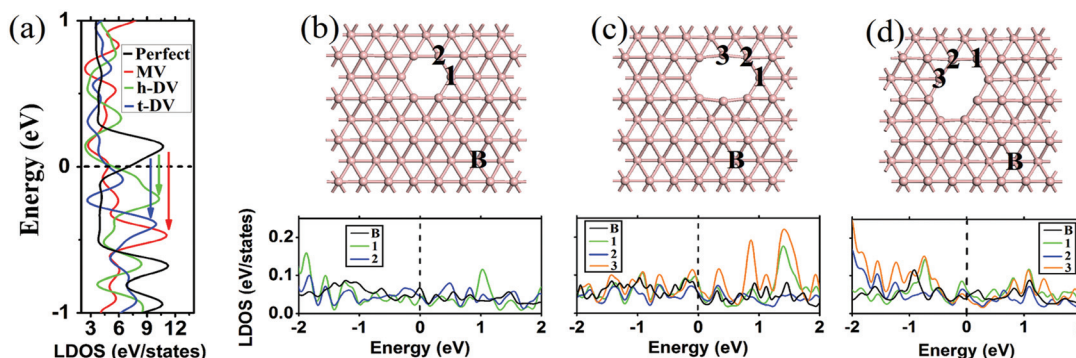 (a)
1
0
-1
Energy (eV)
Perfect
MV
h-DV
t-DV
3 6 9 12
LDOS (eV/states)
(b)
2
1
B
(c)
3 2
1
B
(d)
2 1
3
B
LDOS (eV/states)
0.2
0.1
0.0
B
1
2
-2 -1 0 1 2
Energy (eV)
B
1
2
3
-2 -1 0 1 2
Energy (eV)
B
1
2
3
-2 -1 0 1 2
Energy (eV)